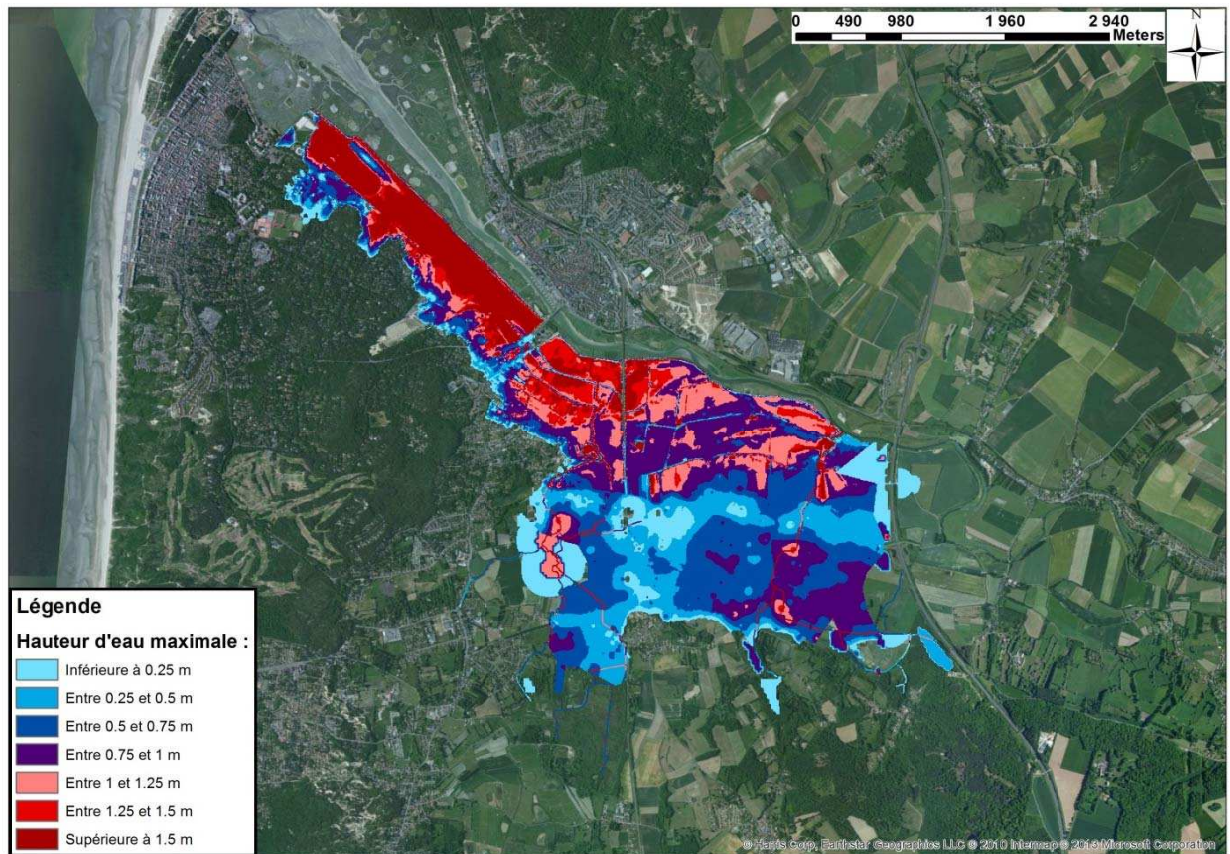 0 490 980 1 960 2 940
Meters
N
Légende
Hauteur d'eau maximale :
Inférieure à 0.25 m
Entre 0.25 et 0.5 m
Entre 0.5 et 0.75 m
Entre 0.75 et 1 m
Entre 1 et 1.25 m
Entre 1.25 et 1.5 m
Supérieure à 1.5 m
© Harris Corp, Earthstar Geographics LLC © 2010 Intermap © 2013 Microsoft Corporation